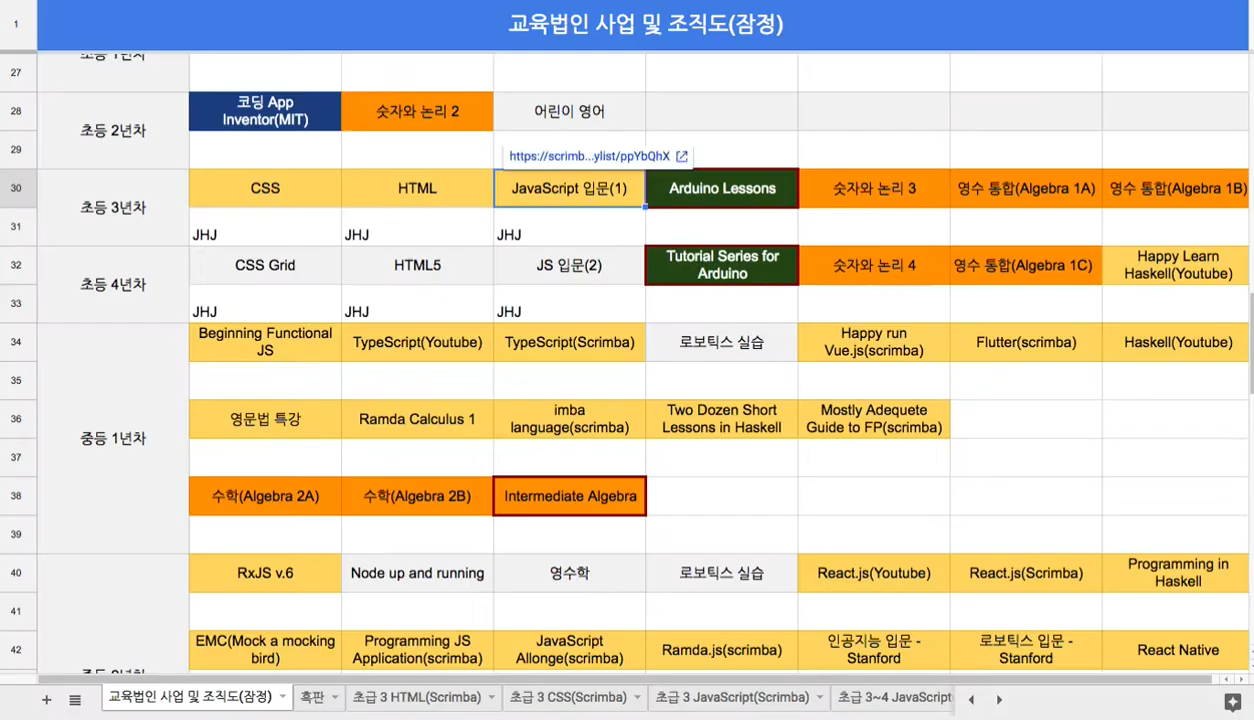 1
교육법인 사업 및 조직도(잠정)
27
28
초등 2년차
코딩 App
Inventor(MIT)
숫자와 논리 2
어린이 영어
29
https://scrimb...ylist/ppYbQhX
30
초등 3년차
CSS
HTML
JavaScript 입문(1)
Arduino Lessons
숫자와 논리 3
영수 통합(Algebra 1A)
영수 통합(Algebra 1B)
31
JHJ
JHJ
JHJ
32
초등 4년차
CSS Grid
HTML5
JS 입문(2)
Tutorial Series for
Arduino
숫자와 논리 4
영수 통합(Algebra 1C)
Happy Learn
Haskell(Youtube)
33
JHJ
JHJ
JHJ
34
Beginning Functional
JS
TypeScript(Youtube)
TypeScript(Scrimba)
로보틱스 실습
Happy run
Vue.js(scrimba)
Flutter(scrimba)
Haskell(Youtube)
35
36
중등 1년차
영문법 특강
Ramda Calculus 1
imba
language(scrimba)
Two Dozen Short
Lessons in Haskell
Mostly Adequete
Guide to FP(scrimba)
37
38
수학(Algebra 2A)
수학(Algebra 2B)
Intermediate Algebra
39
40
RxJS v.6
Node up and running
영수학
로보틱스 실습
React.js(Youtube)
React.js(Scrimba)
Programming in
Haskell
41
42
EMC(Mock a mocking
bird)
Programming JS
Application(scrimba)
JavaScript
Allonge(scrimba)
Ramda.js(scrimba)
인공지능 입문 -
Stanford
로보틱스 입문 -
Stanford
React Native
교육법인 사업 및 조직도(잠정)
흑판
초급 3 HTML(Scrimba)
초급 3 CSS(Scrimba)
초급 3 JavaScript(Scrimba)
초급 3~4 JavaScript